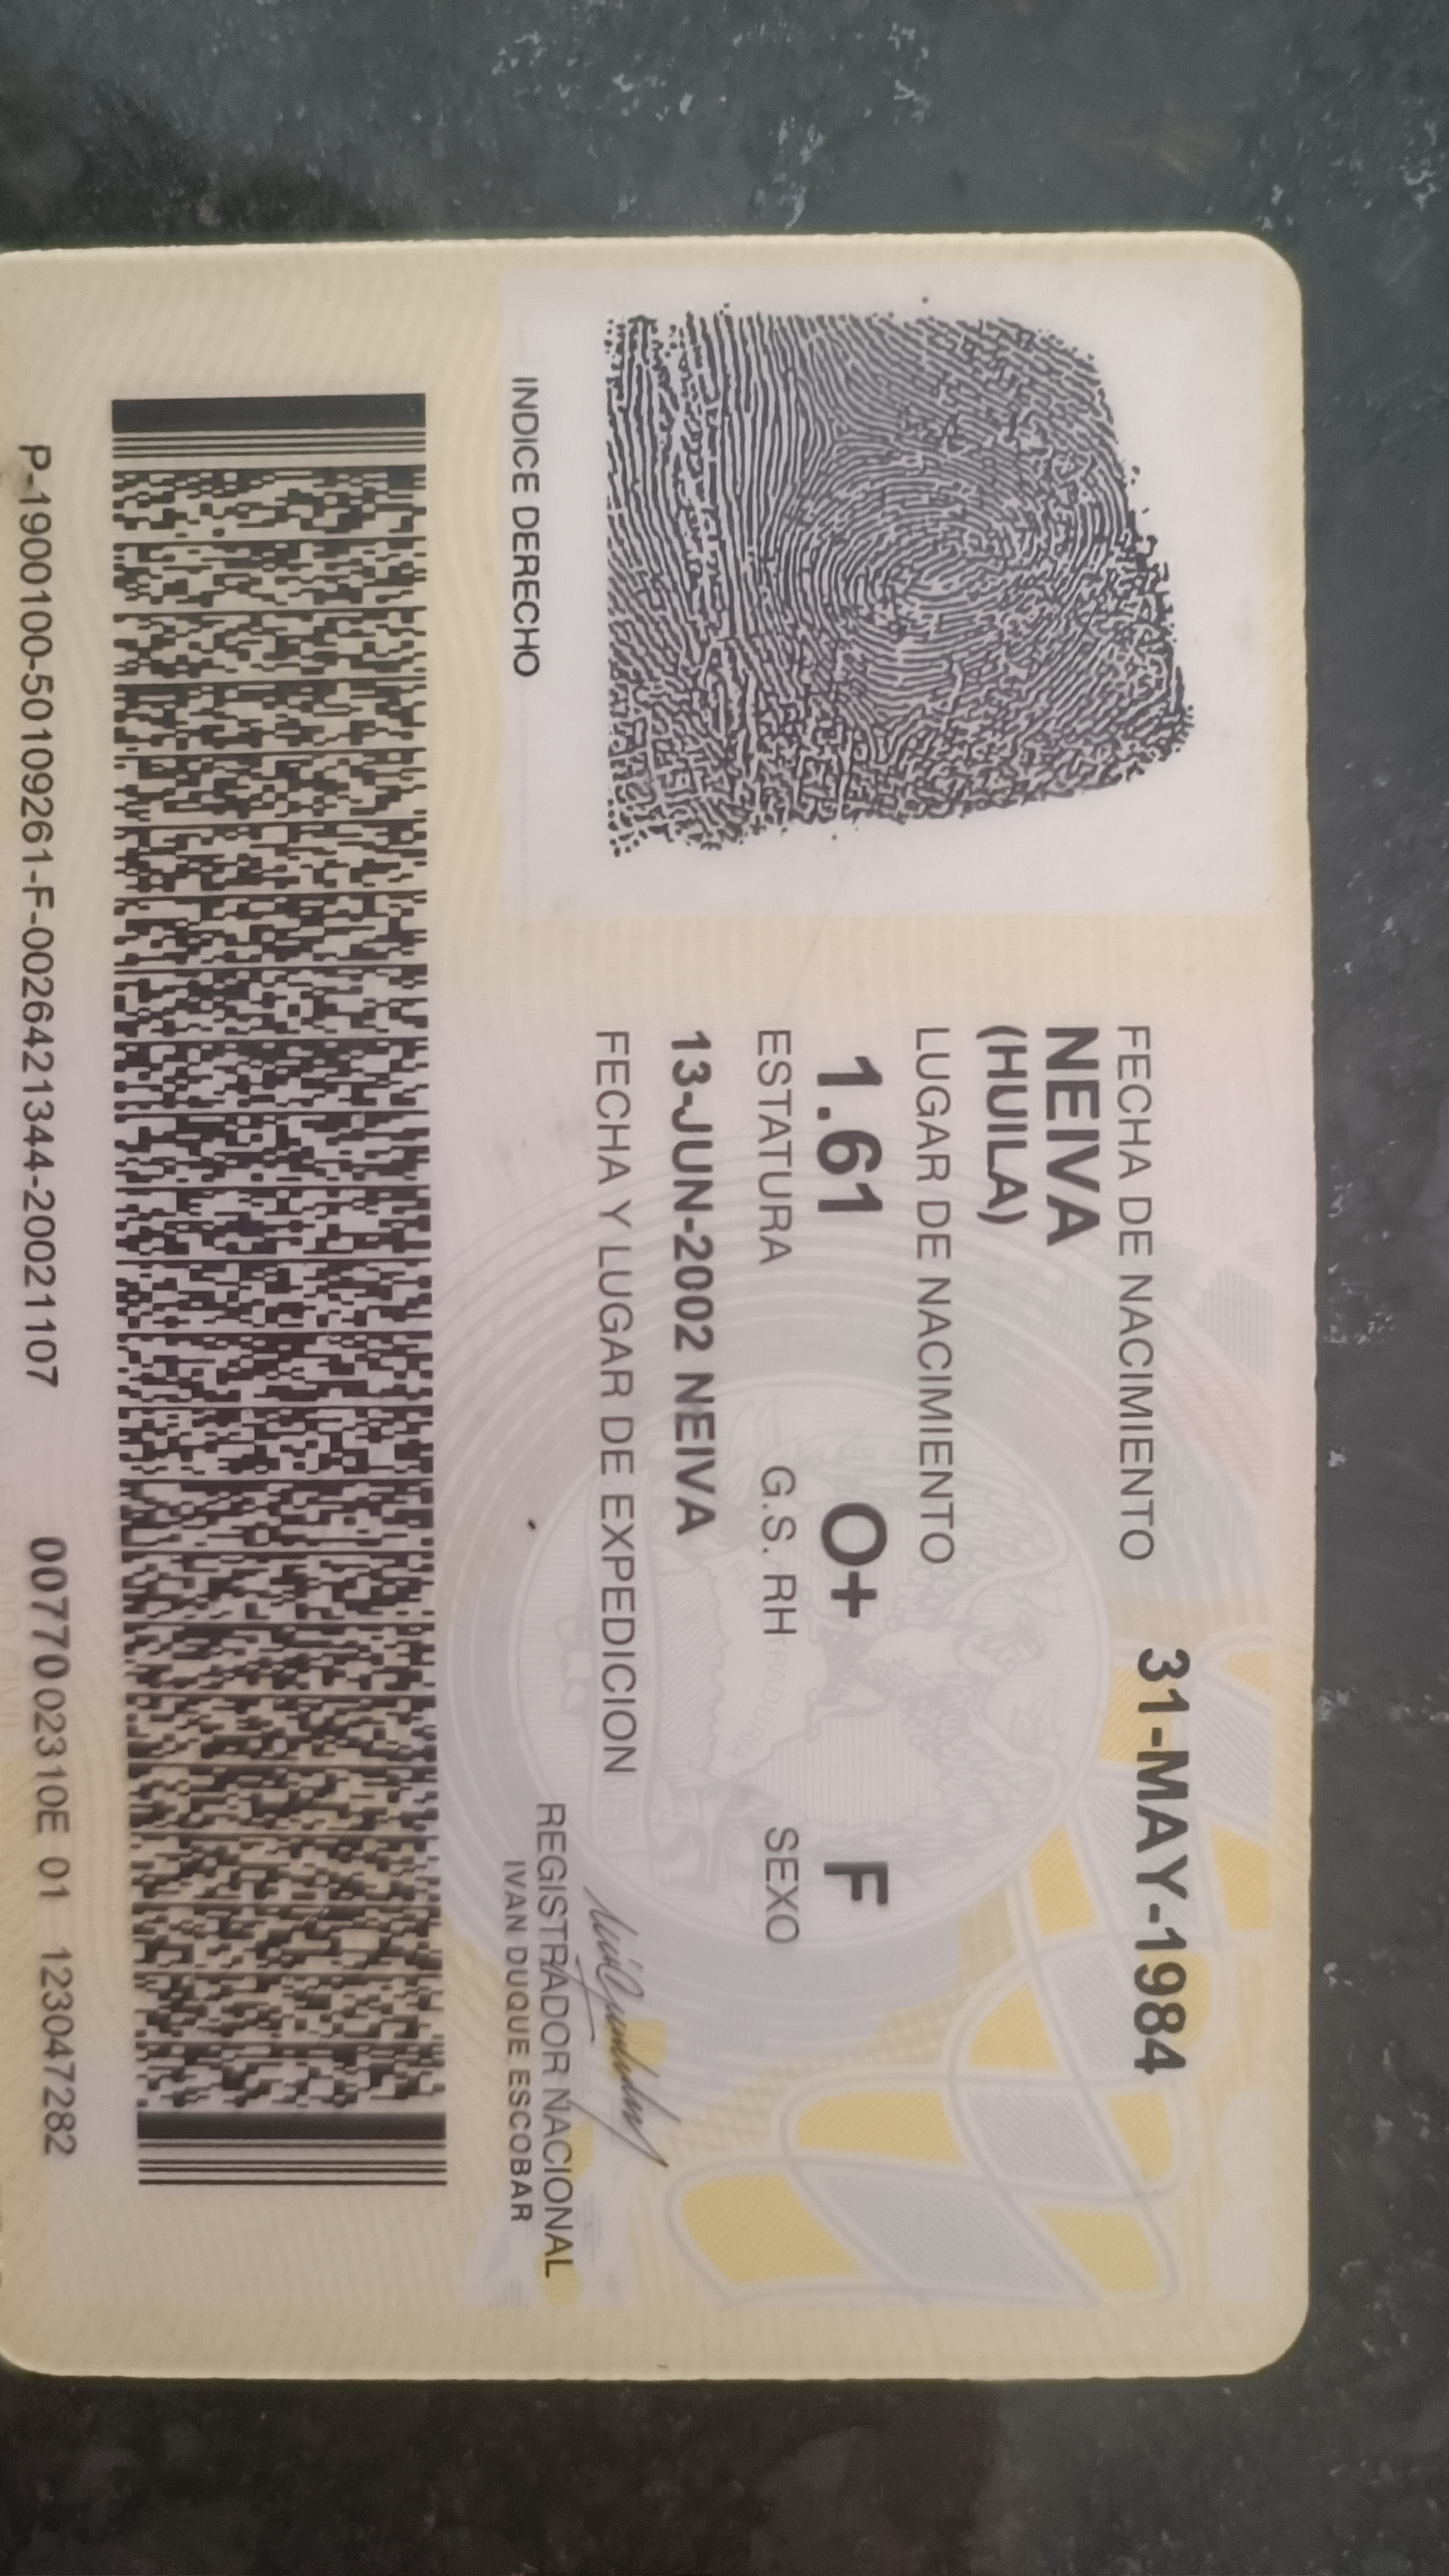 FECHA DE NACIMIENTO 31-MAY-1984
NEIVA
(HUILA)
LUGAR DE NACIMIENTO
1.61 O+ F
ESTATURA G.S. RH SEXO
13-JUN-2002 NEIVA
FECHA Y LUGAR DE EXPEDICION
INDICE DERECHO
REGISTRADOR NACIONAL
IVAN DUQUE ESCOBAR
P-1900100-50109261-F-0026421344-20021107 0077002310E 01 123047282